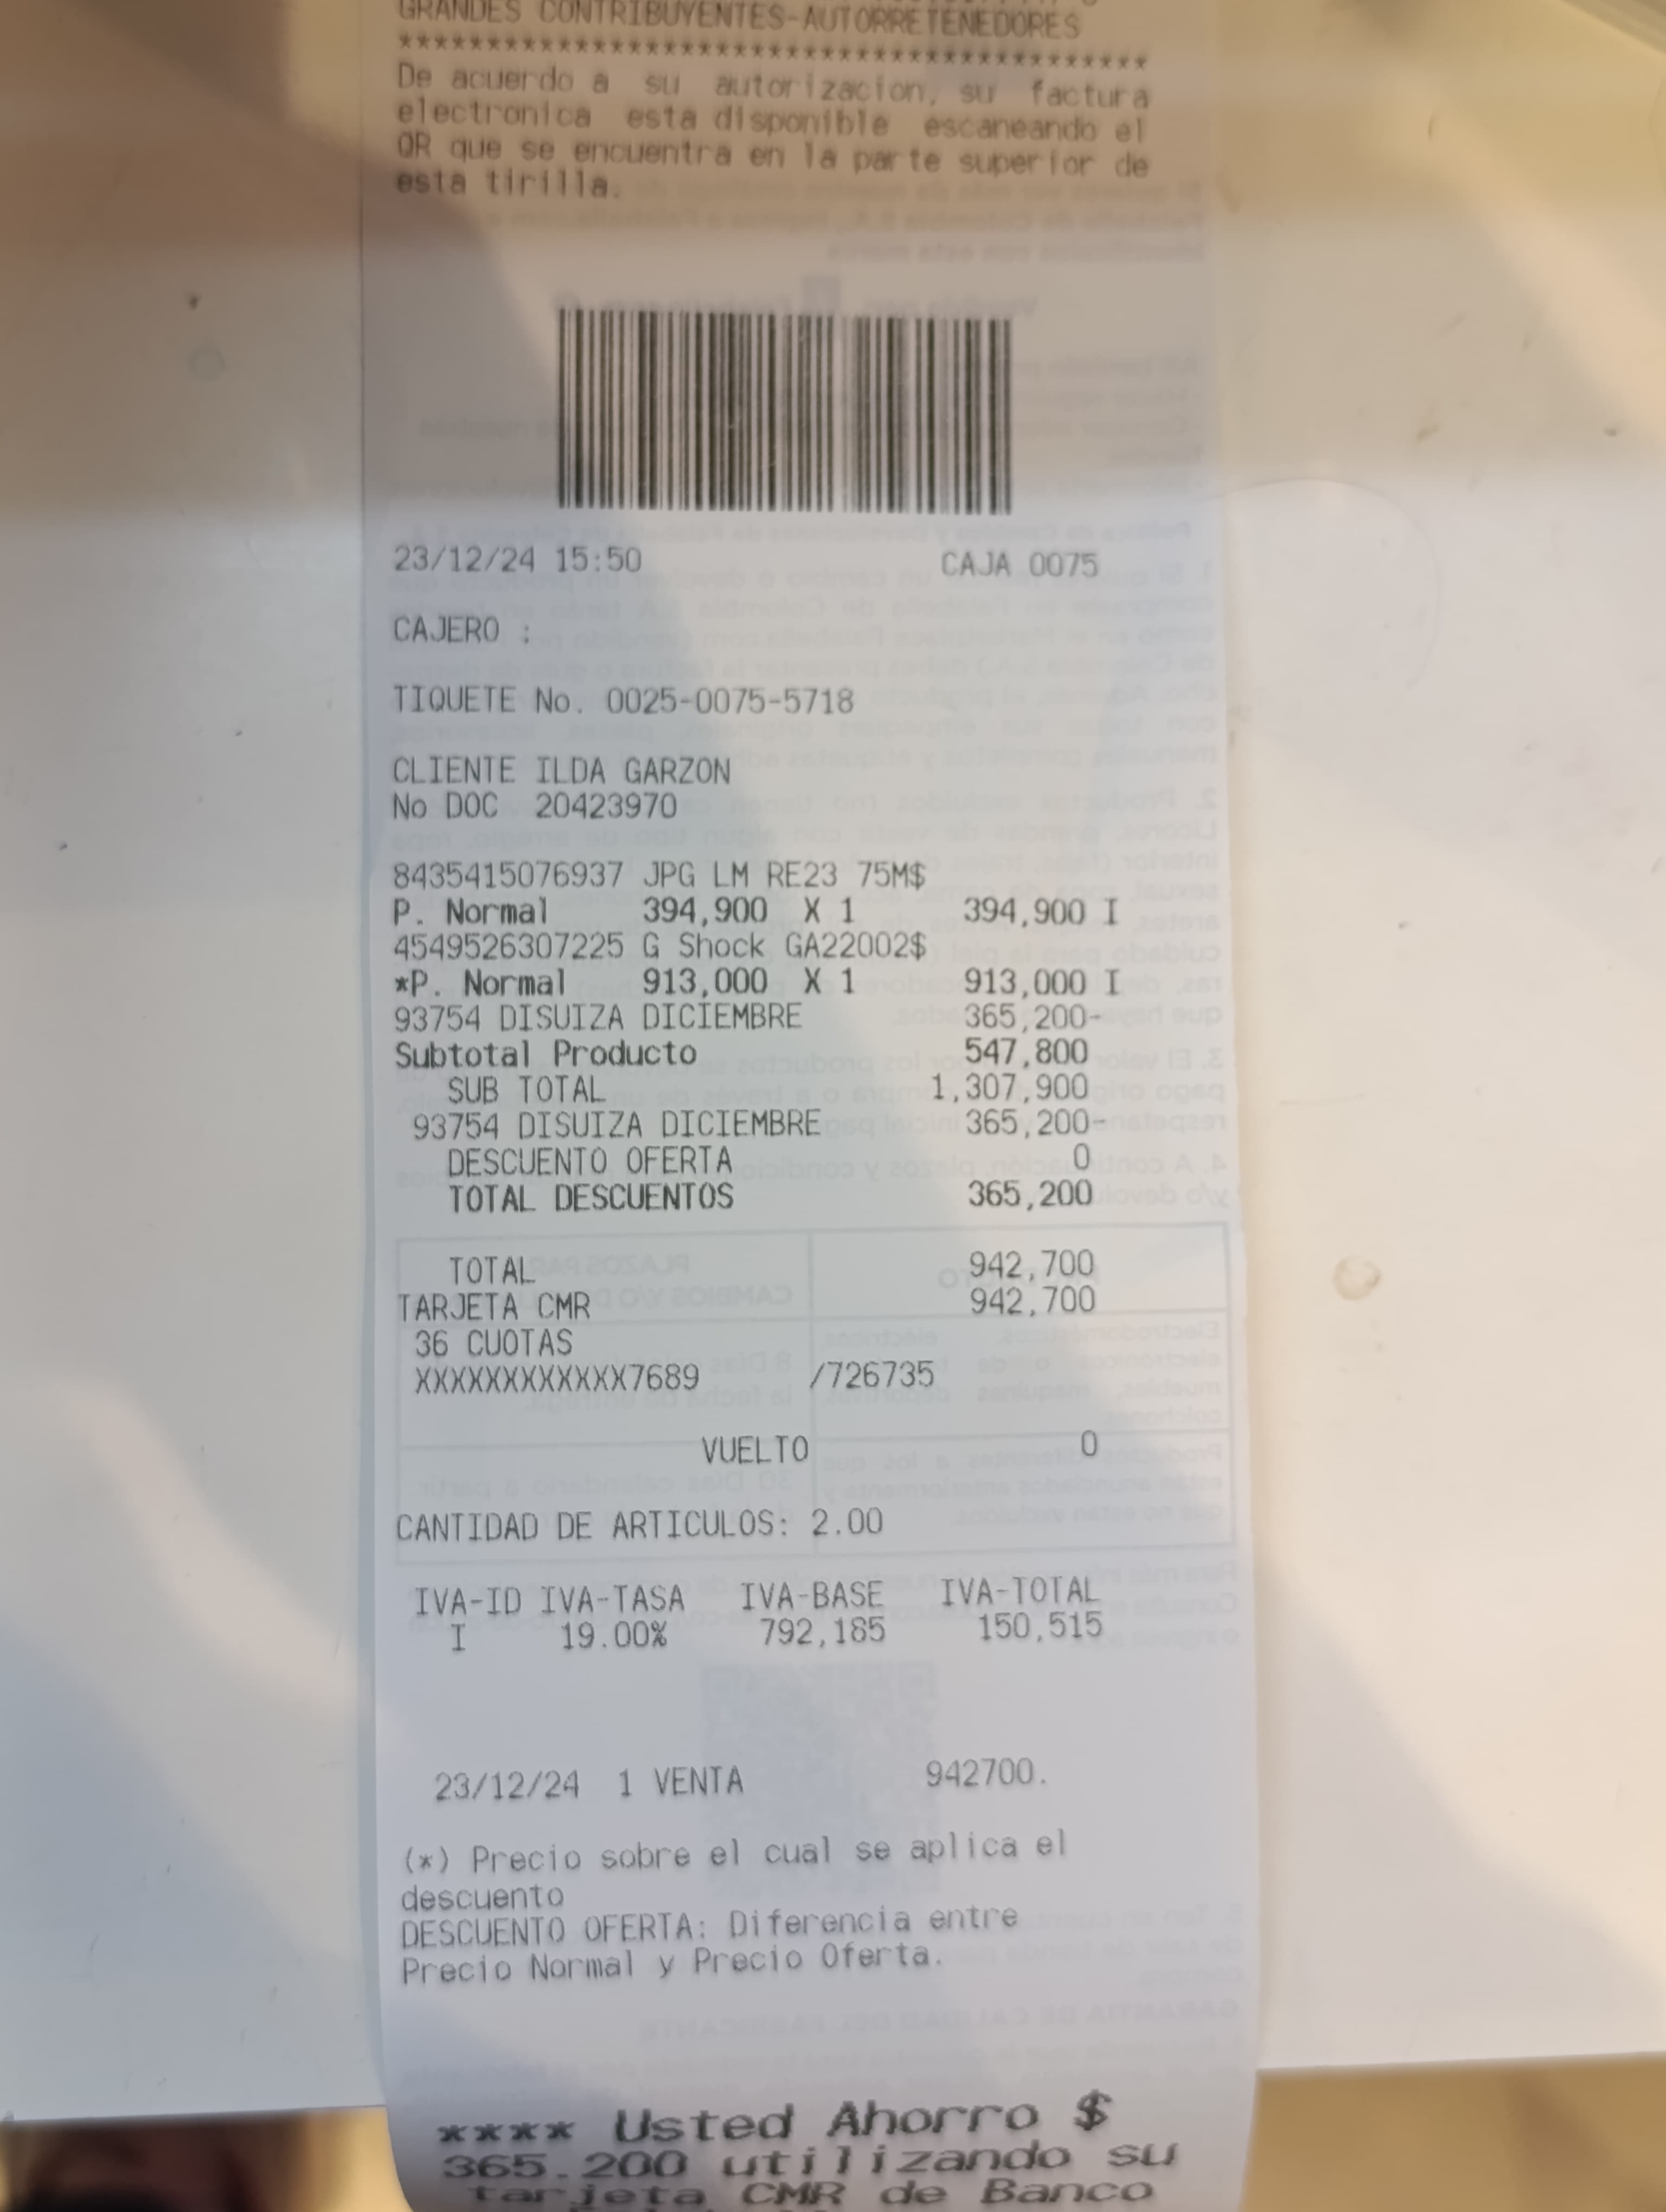 GRANDES CONTRIBUYENTES-AUTORRETENEDORES
*******************************************
De acuerdo a su autorizacion, su factura
electronica esta disponible escaneando el
QR que se encuentra en la parte superior de
esta tirilla.
23/12/24 15:50 CAJA 0075
CAJERO :
TIQUETE No. 0025-0075-5718
CLIENTE ILDA GARZON
No DOC 20423970
8435415076937 JPG LM RE23 75M$
P. Normal 394,900 X 1 394,900 I
4549526307225 G Shock GA22002$
*P. Normal 913,000 X 1 913,000 I
93754 DISUIZA DICIEMBRE 365,200-
Subtotal Producto 547,800
SUB TOTAL 1,307,900
93754 DISUIZA DICIEMBRE 365,200-
DESCUENTO OFERTA 0
TOTAL DESCUENTOS 365,200
TOTAL 942,700
TARJETA CMR 942,700
36 CUOTAS
XXXXXXXXXXXX7689 /726735
VUELTO 0
CANTIDAD DE ARTICULOS: 2.00
IVA-ID IVA-TASA IVA-BASE IVA-TOTAL
I 19.00% 792,185 150,515
23/12/24 1 VENTA 942700.
(*) Precio sobre el cual se aplica el
descuento
DESCUENTO OFERTA: Diferencia entre
Precio Normal y Precio Oferta.
**** Usted Ahorro $
365.200 utilizando su
tarjeta CMR de Banco